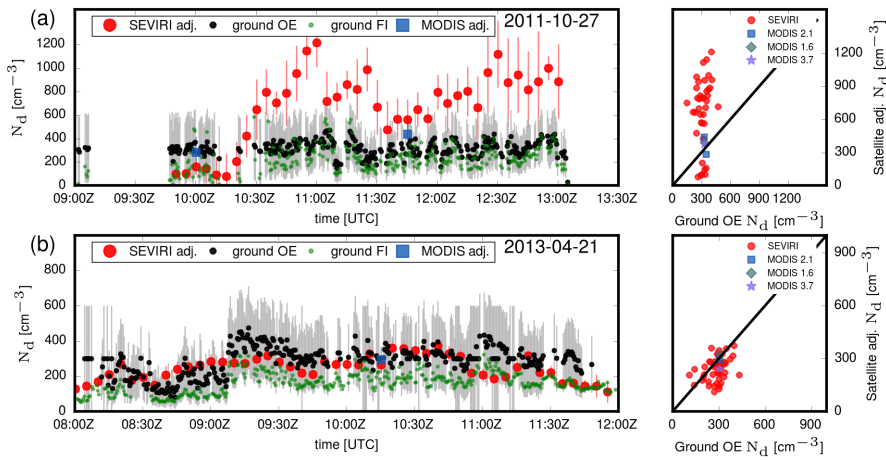 (a)
SEVIRI adj. ground OE ground FI MODIS adj. 2011-10-27
1200
1000
800
600
400
200
0
N_d [cm⁻³]
09:00Z 09:30Z 10:00Z 10:30Z 11:00Z 11:30Z 12:00Z 12:30Z 13:00Z 13:30Z
time [UTC]
SEVIRI
MODIS 2.1
MODIS 1.6
MODIS 3.7
1200
900
600
300
0
Satellite adj. N_d [cm⁻³]
0 300 600 900 1200
Ground OE N_d [cm⁻³]
(b)
SEVIRI adj. ground OE ground FI MODIS adj. 2013-04-21
800
600
400
200
0
N_d [cm⁻³]
08:00Z 08:30Z 09:00Z 09:30Z 10:00Z 10:30Z 11:00Z 11:30Z 12:00Z
time [UTC]
SEVIRI
MODIS 2.1
MODIS 1.6
MODIS 3.7
900
600
300
0
Satellite adj. N_d [cm⁻³]
0 300 600 900
Ground OE N_d [cm⁻³]